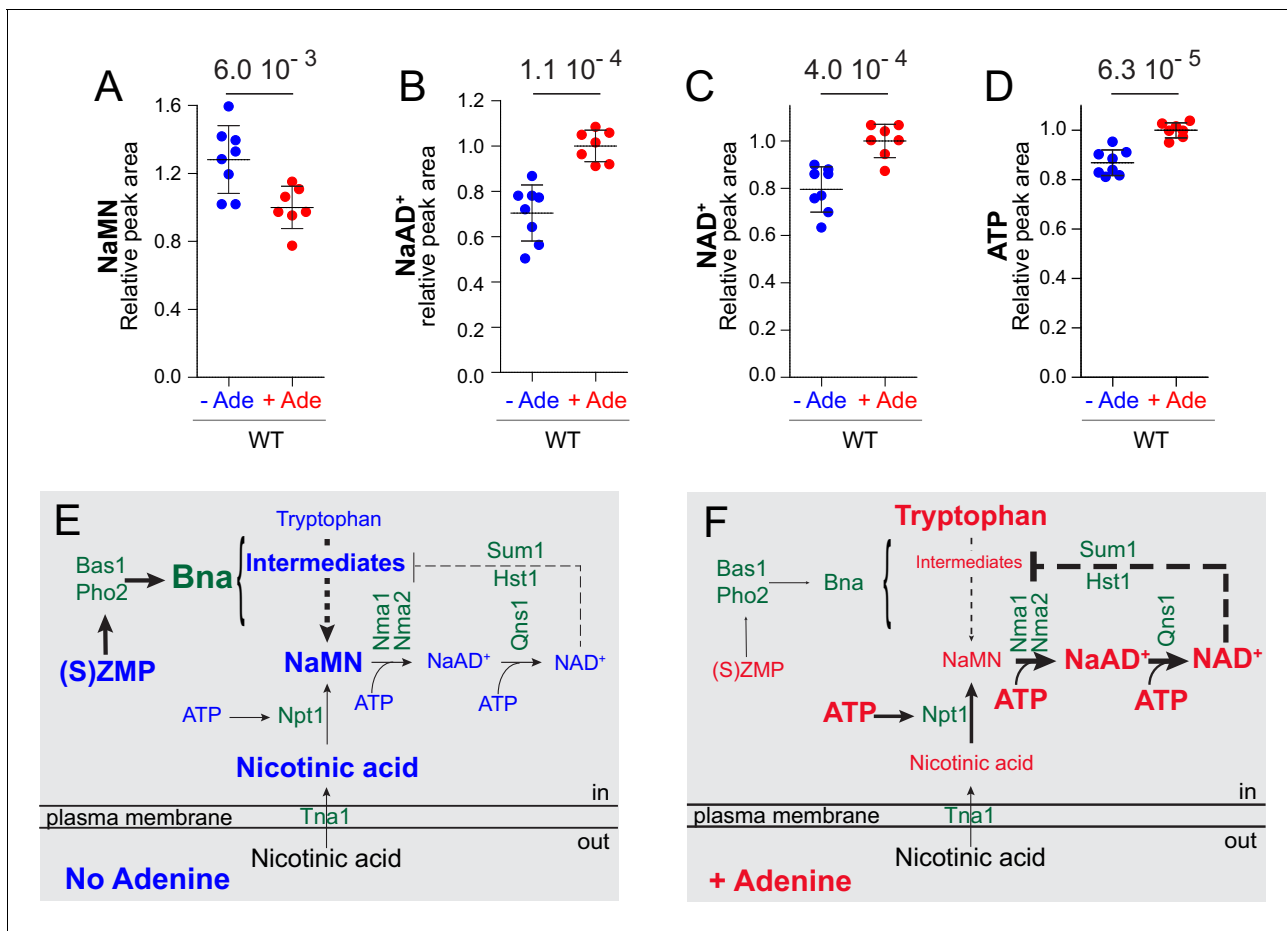 A
6.0 10⁻³
NaMN
Relative peak area
1.6
1.2
0.8
0.4
0.0
- Ade + Ade
WT
B
1.1 10⁻⁴
NaAD⁺
relative peak area
1.2
1.0
0.8
0.6
0.4
0.2
0.0
- Ade + Ade
WT
C
4.0 10⁻⁴
NAD⁺
Relative peak area
1.0
0.8
0.6
0.4
0.2
0.0
- Ade + Ade
WT
D
6.3 10⁻⁵
ATP
Relative peak area
1.0
0.8
0.6
0.4
0.2
0.0
- Ade + Ade
WT
E
Tryptophan
Bas1
Pho2
Bna
Intermediates
Sum1
Hst1
Nma1
Nma2
Qns1
(S)ZMP
NaMN
NaAD⁺
NAD⁺
ATP
ATP
ATP
Npt1
Nicotinic acid
in
plasma membrane
Tna1
out
Nicotinic acid
No Adenine
F
Tryptophan
Bas1
Pho2
Bna
Intermediates
Sum1
Hst1
Nma1
Nma2
Qns1
(S)ZMP
NaMN
NaAD⁺
NAD⁺
ATP
ATP
ATP
Npt1
Nicotinic acid
in
plasma membrane
Tna1
out
Nicotinic acid
+ Adenine